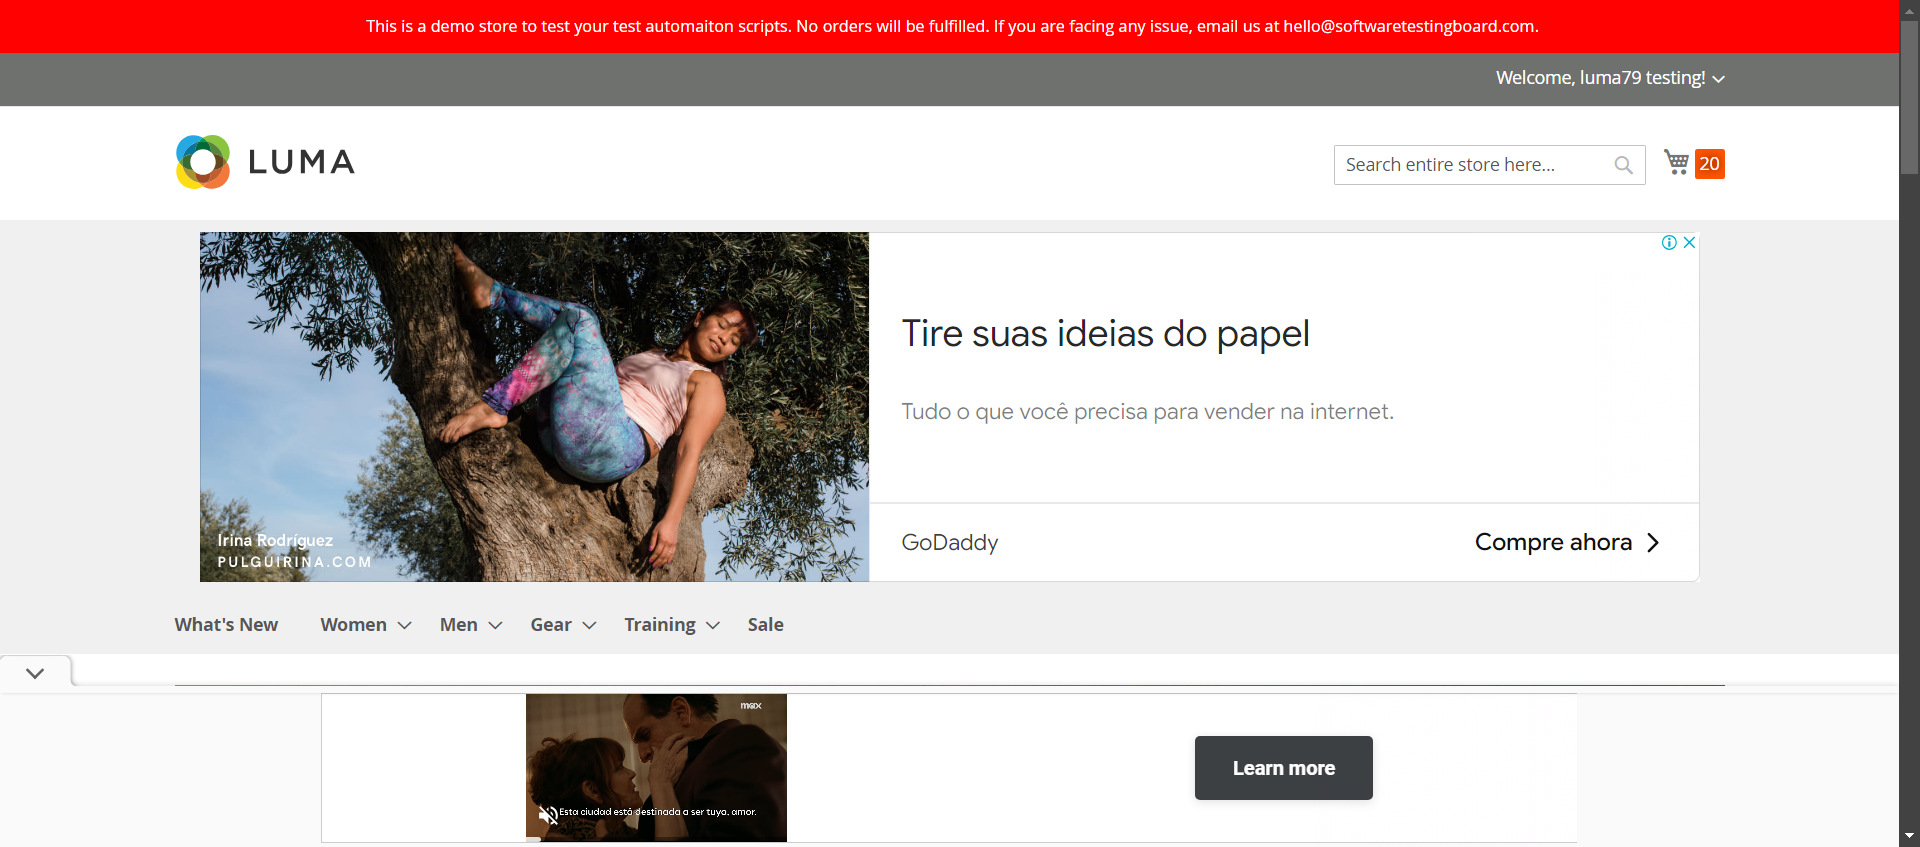 This is a demo store to test your test automaiton scripts. No orders will be fulfilled. If you are facing any issue, email us at hello@softwaretestingboard.com.
Welcome, luma79 testing!
LUMA
Search entire store here...
20
Tire suas ideias do papel
Tudo o que você precisa para vender na internet.
Irina Rodríguez
PULGUIRINA.COM
GoDaddy
Compre ahora
What's New
Women
Men
Gear
Training
Sale
max
Esta ciudad está destinada a ser tuya, amor.
Learn more